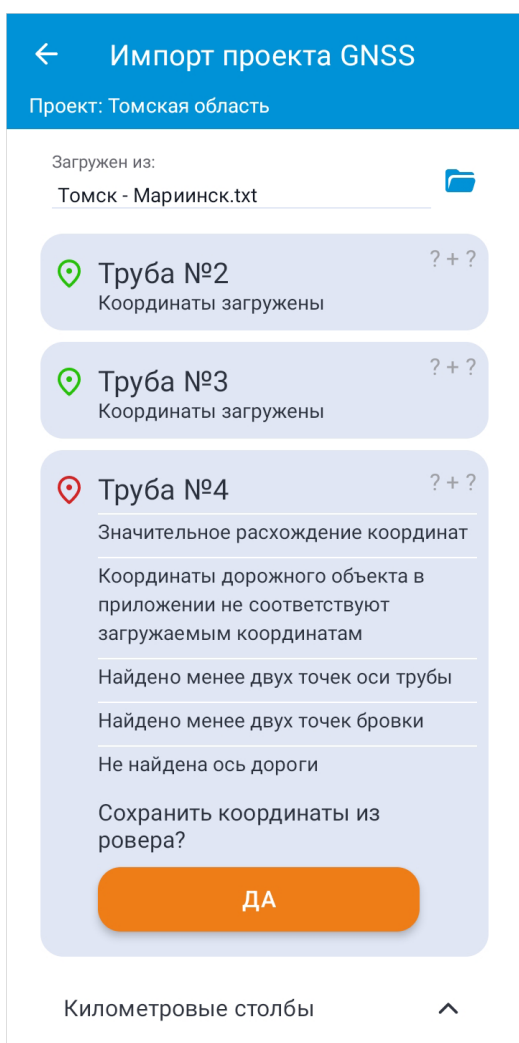 Импорт проекта GNSS
Проект: Томская область
Загружен из:
Томск - Мариинск.txt
? + ?
Труба №2
Координаты загружены
? + ?
Труба №3
Координаты загружены
? + ?
Труба №4
Значительное расхождение координат
Координаты дорожного объекта в
приложении не соответствуют
загружаемым координатам
Найдено менее двух точек оси трубы
Найдено менее двух точек бровки
Не найдена ось дороги
Сохранить координаты из
ровера?
ДА
Километровые столбы